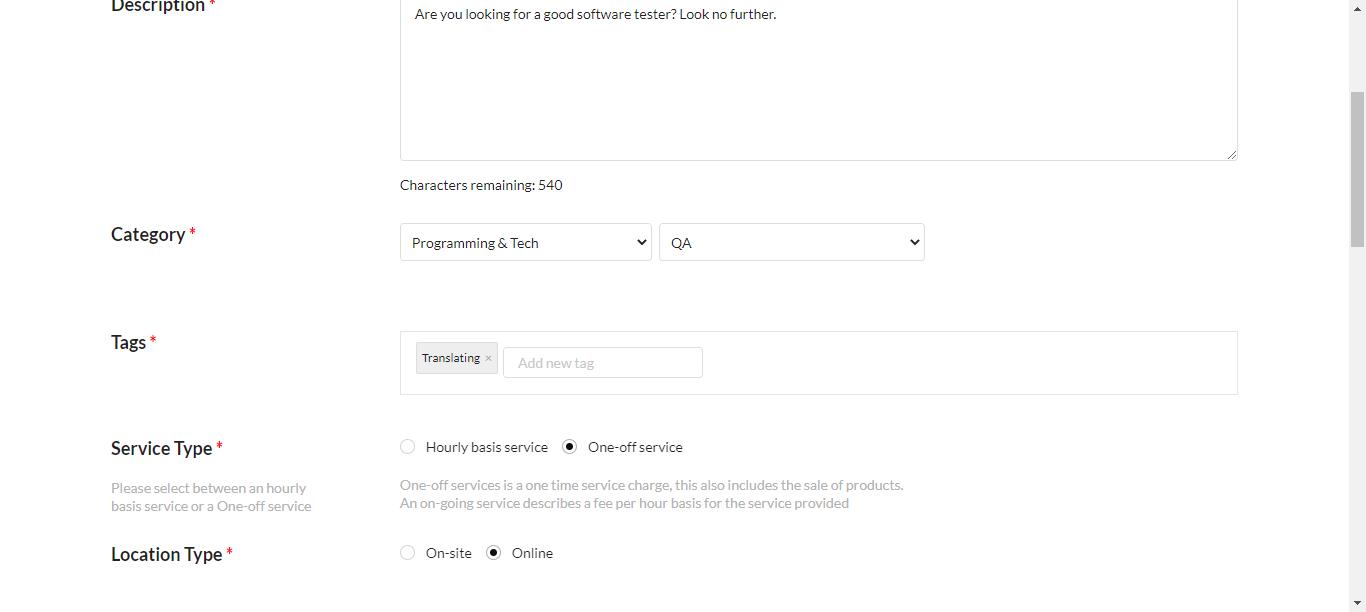 Description *
Are you looking for a good software tester? Look no further.
Characters remaining: 540
Category *
Programming & Tech
QA
Tags *
Translating ×
Add new tag
Service Type *
Hourly basis service
One-off service
Please select between an hourly
basis service or a One-off service
One-off services is a one time service charge, this also includes the sale of products.
An on-going service describes a fee per hour basis for the service provided
Location Type *
On-site
Online